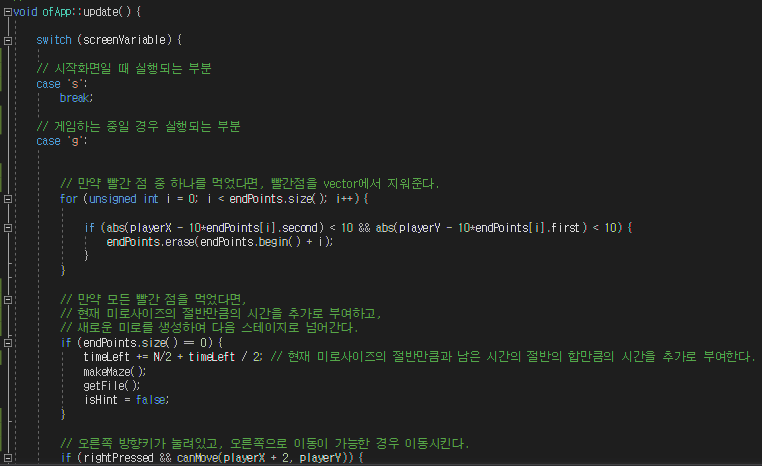 void ofApp::update() {
switch (screenVariable) {
// 시작화면일 때 실행되는 부분
case 's':
break;
// 게임하는 중일 경우 실행되는 부분
case 'g':
// 만약 빨간 점 중 하나를 먹었다면, 빨간점을 vector에서 지워준다.
for (unsigned int i = 0; i < endPoints.size(); i++) {
if (abs(playerX - 10*endPoints[i].second) < 10 && abs(playerY - 10*endPoints[i].first) < 10) {
endPoints.erase(endPoints.begin() + i);
}
}
// 만약 모든 빨간 점을 먹었다면,
// 현재 미로사이즈의 절반만큼의 시간을 추가로 부여하고,
// 새로운 미로를 생성하여 다음 스테이지로 넘어간다.
if (endPoints.size() == 0) {
timeLeft += N/2 + timeLeft / 2; // 현재 미로사이즈의 절반만큼과 남은 시간의 절반의 합만큼의 시간을 추가로 부여한다.
makeMaze();
getFile();
isHint = false;
}
// 오른쪽 방향키가 눌려있고, 오른쪽으로 이동이 가능한 경우 이동시킨다.
if (rightPressed && canMove(playerX + 2, playerY)) {